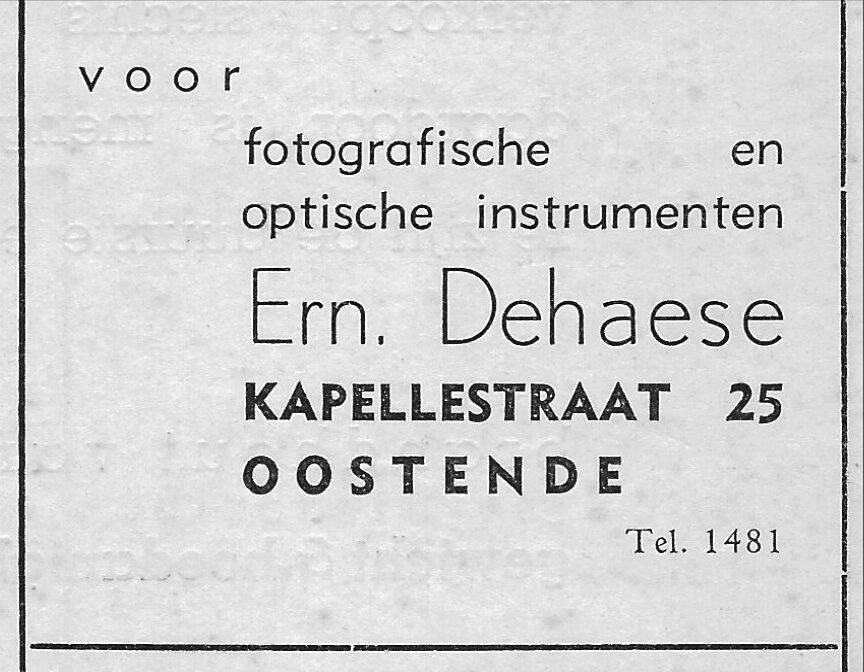 voor
fotografische en
optische instrumenten
Ern. Dehaese
KAPELLESTRAAT 25
OOSTENDE
Tel. 1481